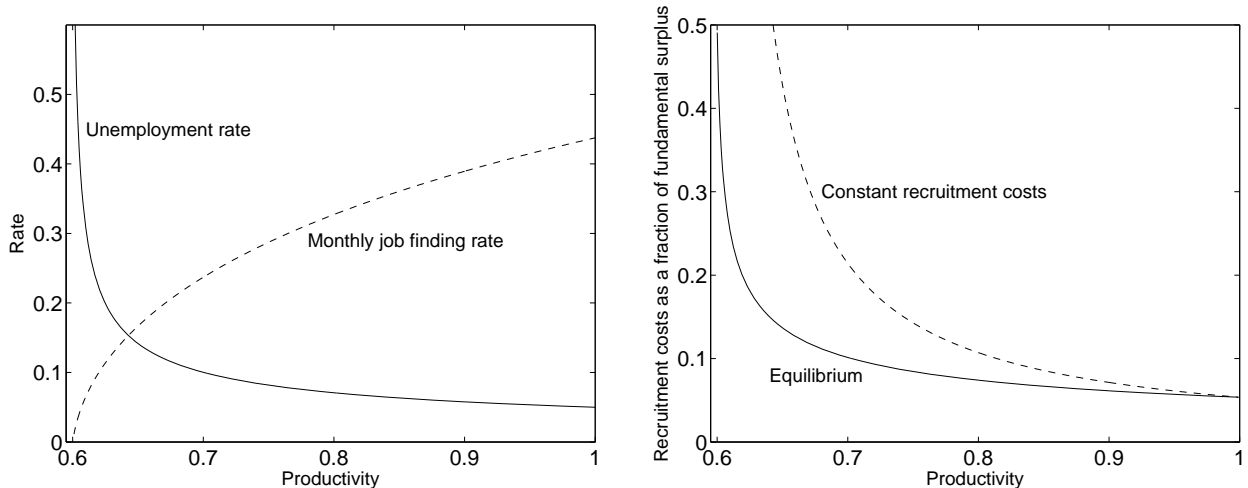 Rate
0.5
0.4
0.3
0.2
0.1
0
0.6
0.7
0.8
0.9
1
Productivity
Unemployment rate
Monthly job finding rate
Recruitment costs as a fraction of fundamental surplus
0.5
0.4
0.3
0.2
0.1
0
0.6
0.7
0.8
0.9
1
Productivity
Constant recruitment costs
Equilibrium